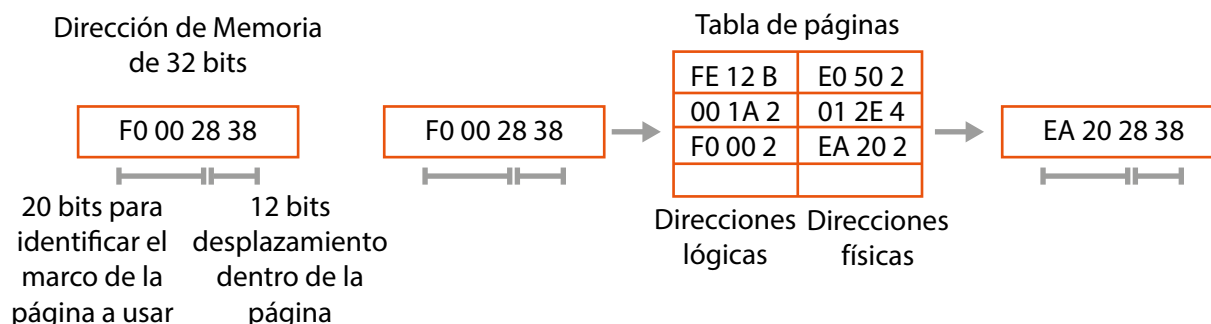 Dirección de Memoria
de 32 bits
F0 00 28 38
20 bits para
identificar el
marco de la
página a usar
12 bits
desplazamiento
dentro de la
página
F0 00 28 38
Tabla de páginas
FE 12 B E0 50 2
00 1A 2 01 2E 4
F0 00 2 EA 20 2
Direcciones
lógicas
Direcciones
físicas
EA 20 28 38